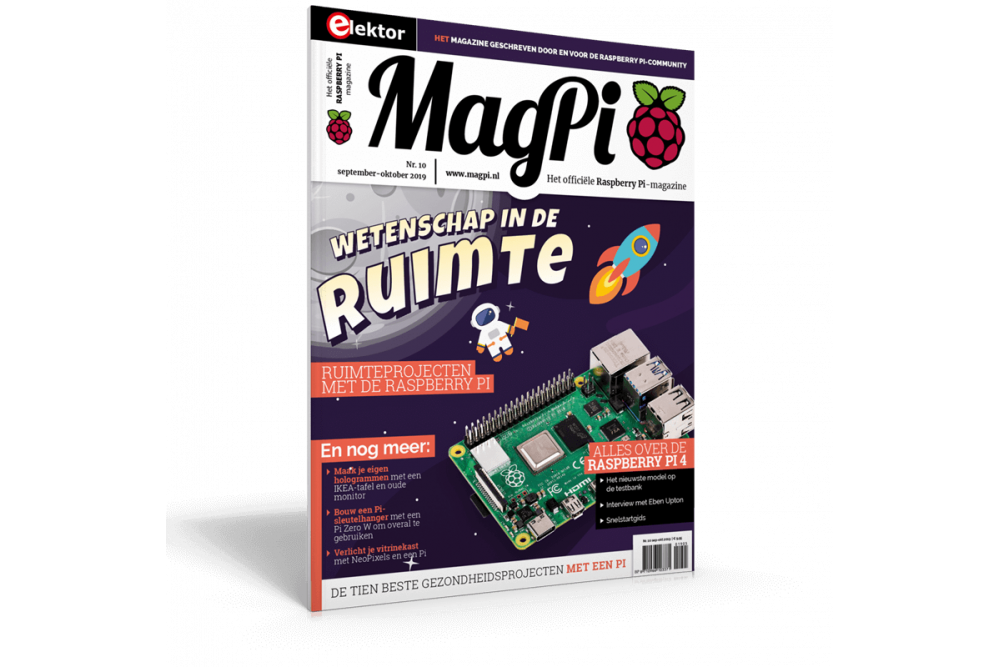 elektor
HET MAGAZINE GESCHREVEN DOOR EN VOOR DE RASPBERRY PI-COMMUNITY
Het officiële
RASPBERRY PI
magazine
MagPi
Nr. 10
september-oktober 2019
www.magpi.nl
Het officiële Raspberry Pi-magazine
WETENSCHAP IN DE
RUIMTE
RUIMTEPROJECTEN
MET DE RASPBERRY PI
En nog meer:
Maak je eigen
hologrammen met een
IKEA-tafel en oude
monitor
Bouw een Pi-
sleutelhanger met een
Pi Zero W om overal te
gebruiken
Verlicht je vitrinekast
met NeoPixels en een Pi
ALLES OVER DE
RASPBERRY PI 4
Het nieuwste model op
de testbank
Interview met Eben Upton
Snelstartgids
HDMI
FC CE
DE TIEN BESTE GEZONDHEIDSPROJECTEN MET EEN PI